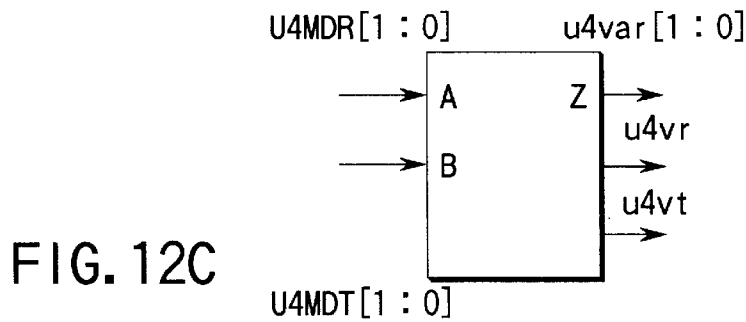 U4MDR[1:0] u4var[1:0]
A Z
u4vr
B
u4vt
FIG. 12C
U4MDT[1:0]